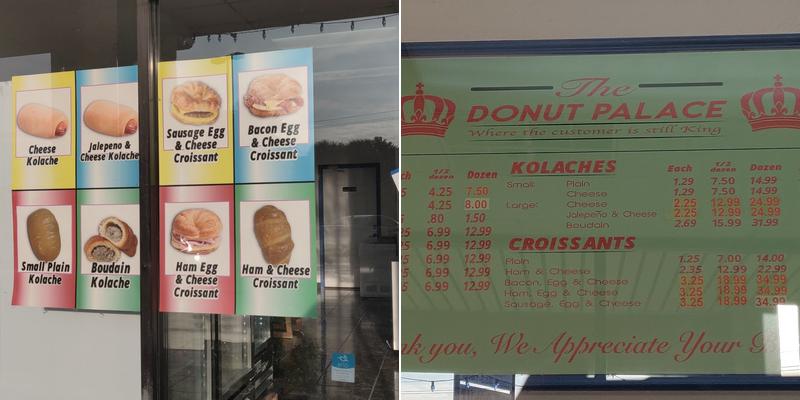 Cheese
Kolache
Jalepeno &
Cheese Kolache
Sausage Egg
& Cheese
Croissant
Bacon Egg
& Cheese
Croissant
Small Plain
Kolache
Boudain
Kolache
Ham Egg
& Cheese
Croissant
Ham & Cheese
Croissant
The
DONUT PALACE
Where the customer is still King
1/2 dozen Dozen
4.25 7.50
4.25 8.00
.80 1.50
5 6.99 12.99
5 6.99 12.99
5 6.99 12.99
5 6.99 12.99
KOLACHES Each 1/2 dozen Dozen
Small: Plain 1.29 7.50 14.99
Cheese 1.29 7.50 14.99
Large: Cheese 2.25 12.99 24.99
Jalapeño & Cheese 2.25 12.99 24.99
Boudain 2.69 15.99 31.99
CROISSANTS
Plain 1.25 7.00 14.00
Ham & Cheese 2.35 12.99 22.99
Bacon, Egg & Cheese 3.25 18.99 34.99
Ham, Egg & Cheese 3.25 18.99 34.99
Sausage, Egg & Cheese 3.25 18.99 34.99
nk you, We Appreciate Your